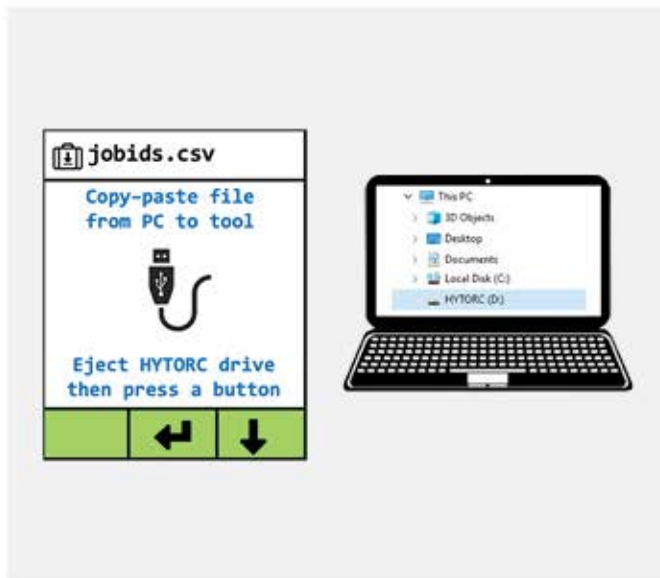 jobids.csv
Copy-paste file
from PC to tool
Eject HYTORC drive
then press a button
This PC
3D Objects
Desktop
Documents
Local Disk (C:)
HYTORC (D:)